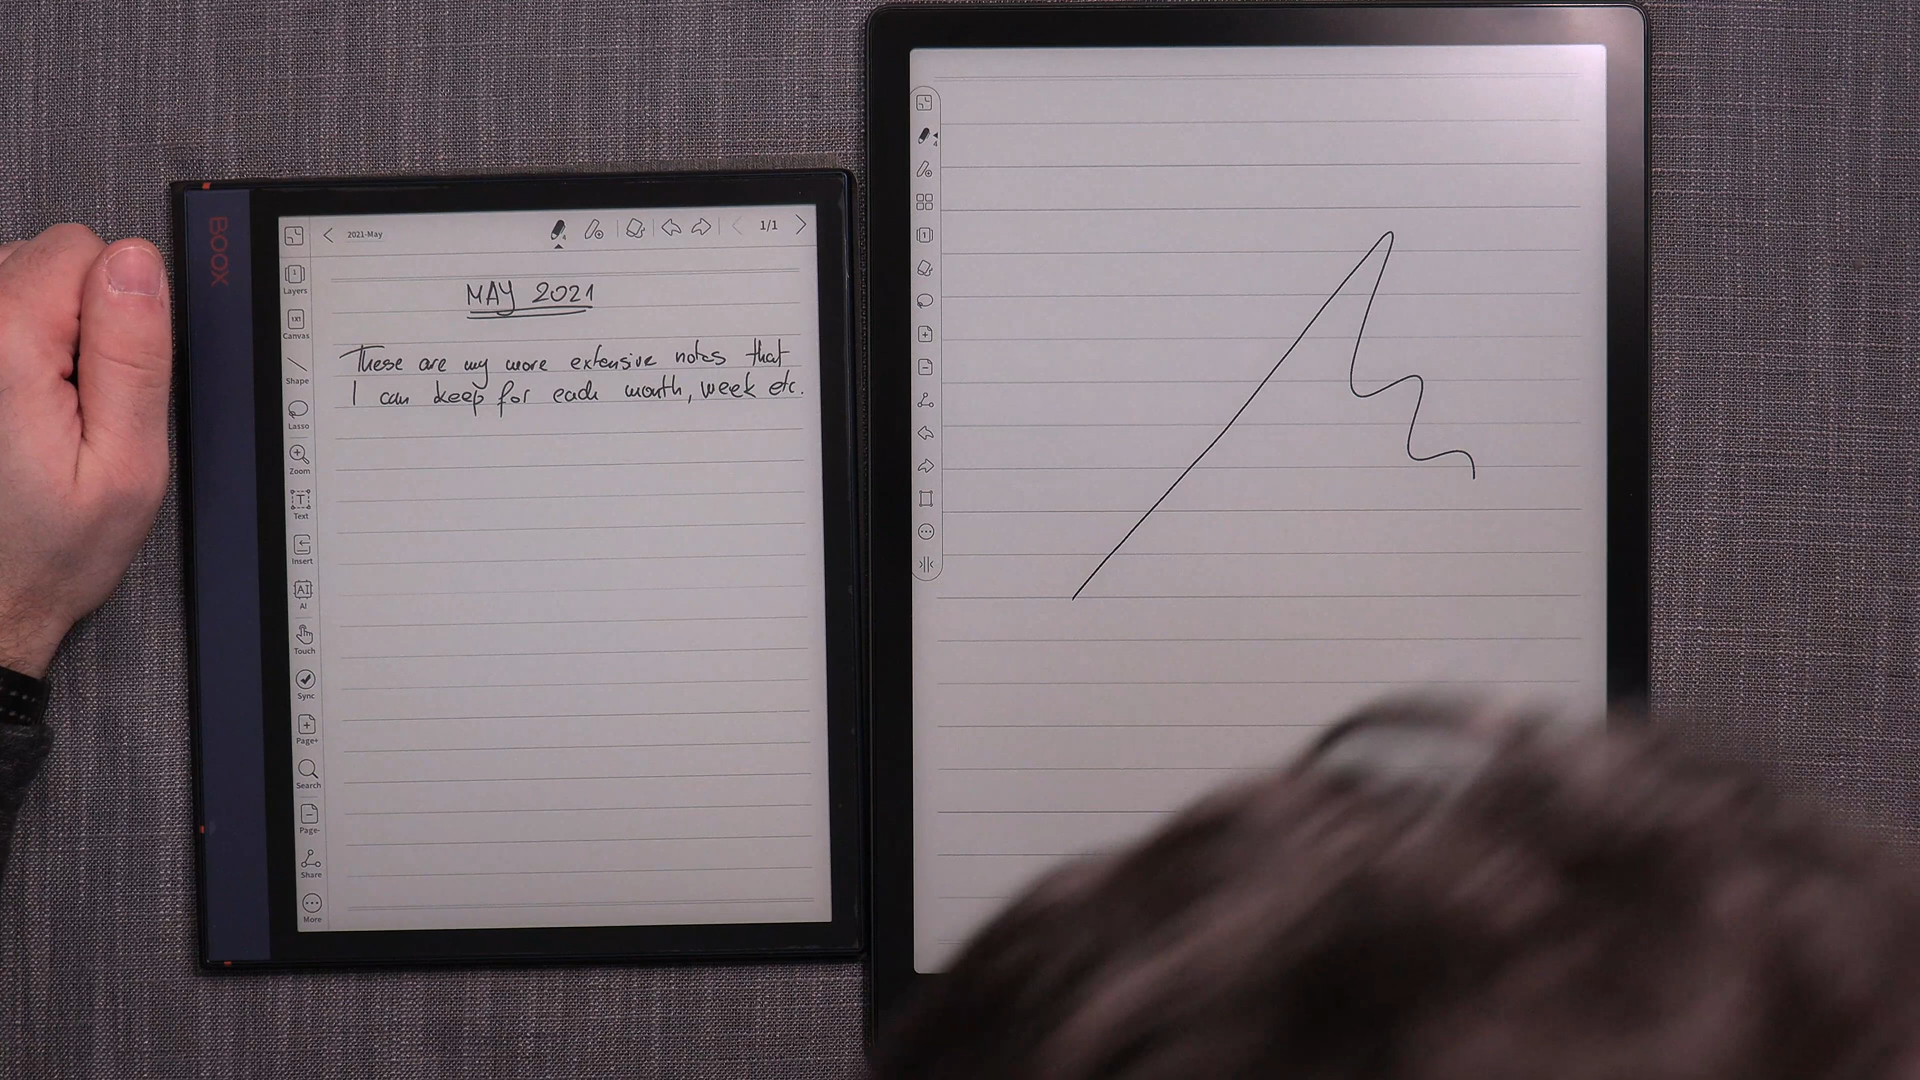 BOOX
2021-May
1/1
MAY 2021
These are my more extensive notes that
I can keep for each month, week etc.
Layers
Canvas
Shape
Lasso
Zoom
Text
Insert
AI
AI
Touch
Sync
Page+
Search
Page-
Share
More